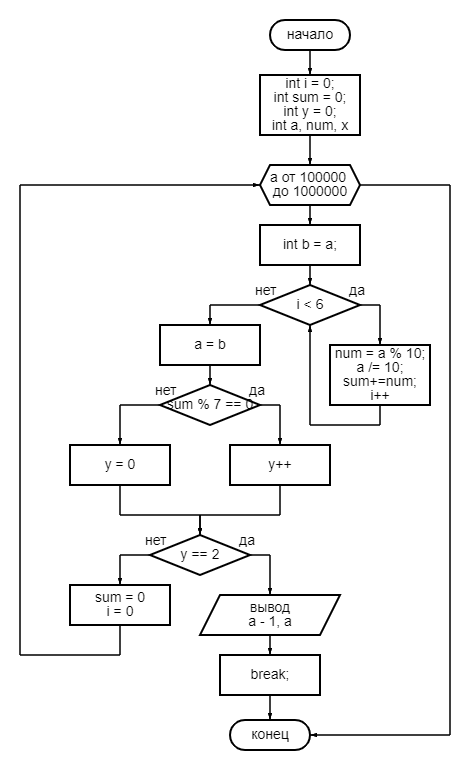 начало
int i = 0;
int sum = 0;
int y = 0;
int a, num, x
а от 100000
до 1000000
int b = a;
нет
i < 6
да
a = b
num = a % 10;
a /= 10;
sum+=num;
i++
нет
sum % 7 == 0
да
y = 0
y++
нет
y == 2
да
sum = 0
i = 0
вывод
a - 1, a
break;
конец